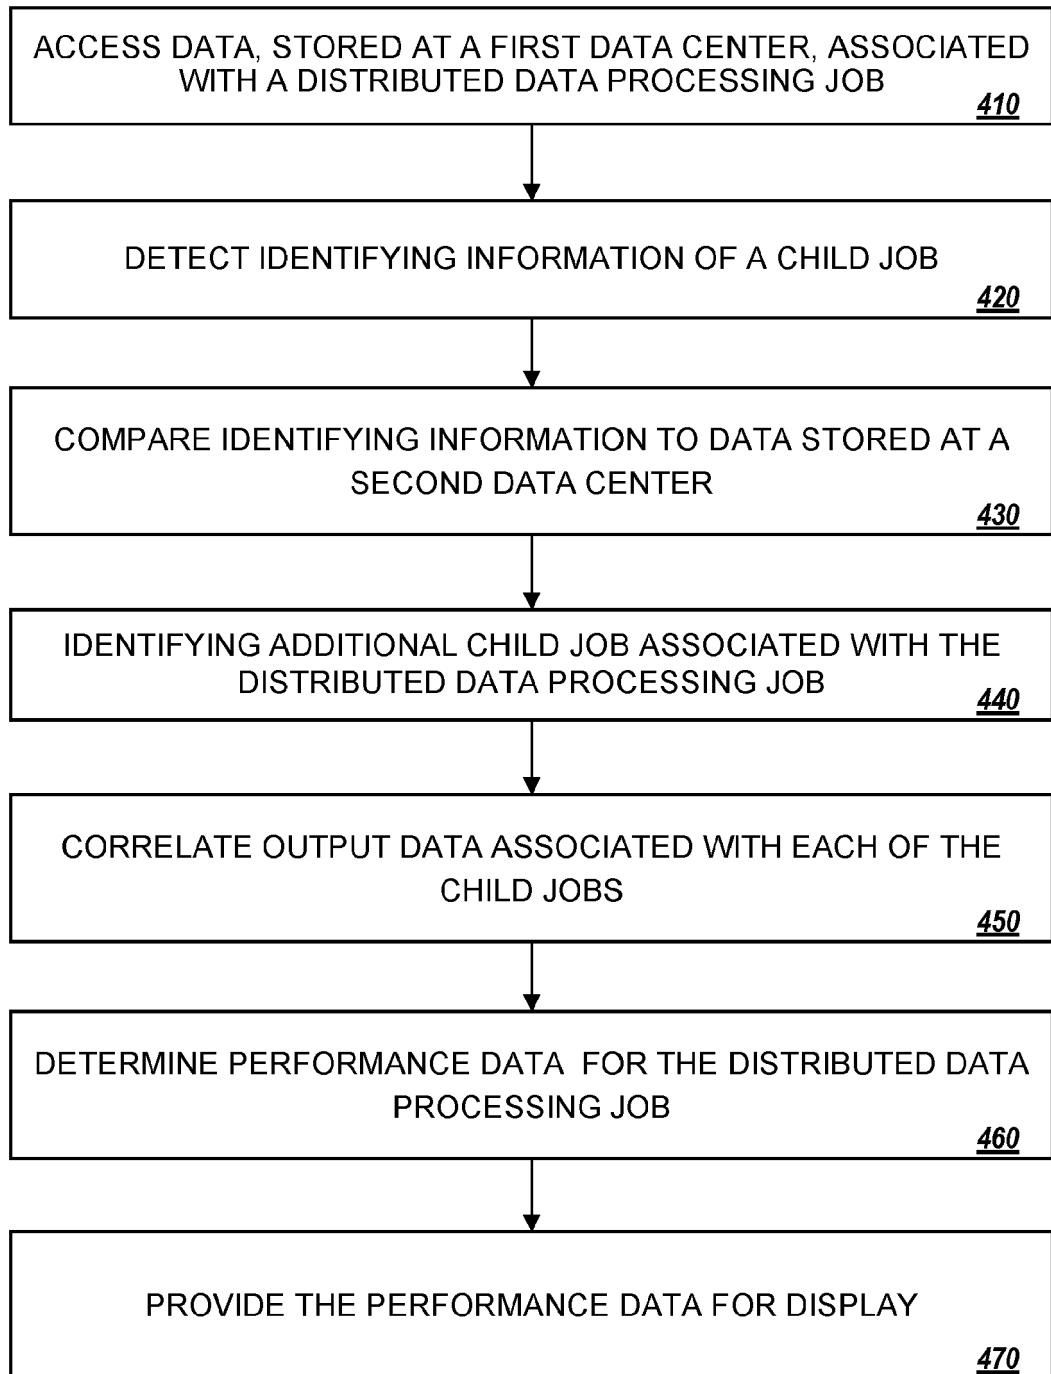 ACCESS DATA, STORED AT A FIRST DATA CENTER, ASSOCIATED
WITH A DISTRIBUTED DATA PROCESSING JOB
410
DETECT IDENTIFYING INFORMATION OF A CHILD JOB
420
COMPARE IDENTIFYING INFORMATION TO DATA STORED AT A
SECOND DATA CENTER
430
IDENTIFYING ADDITIONAL CHILD JOB ASSOCIATED WITH THE
DISTRIBUTED DATA PROCESSING JOB
440
CORRELATE OUTPUT DATA ASSOCIATED WITH EACH OF THE
CHILD JOBS
450
DETERMINE PERFORMANCE DATA FOR THE DISTRIBUTED DATA
PROCESSING JOB
460
PROVIDE THE PERFORMANCE DATA FOR DISPLAY
470